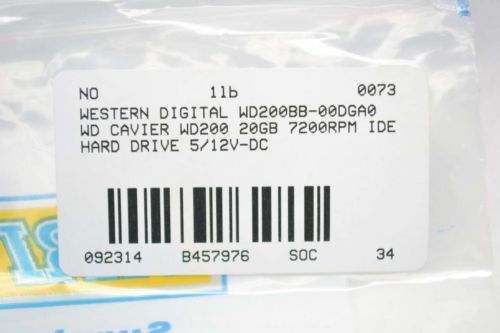 NO 1lb 0073
WESTERN DIGITAL WD200BB-00DGA0
WD CAVIER WD200 20GB 7200RPM IDE
HARD DRIVE 5/12V-DC
092314 B457976 SOC 34